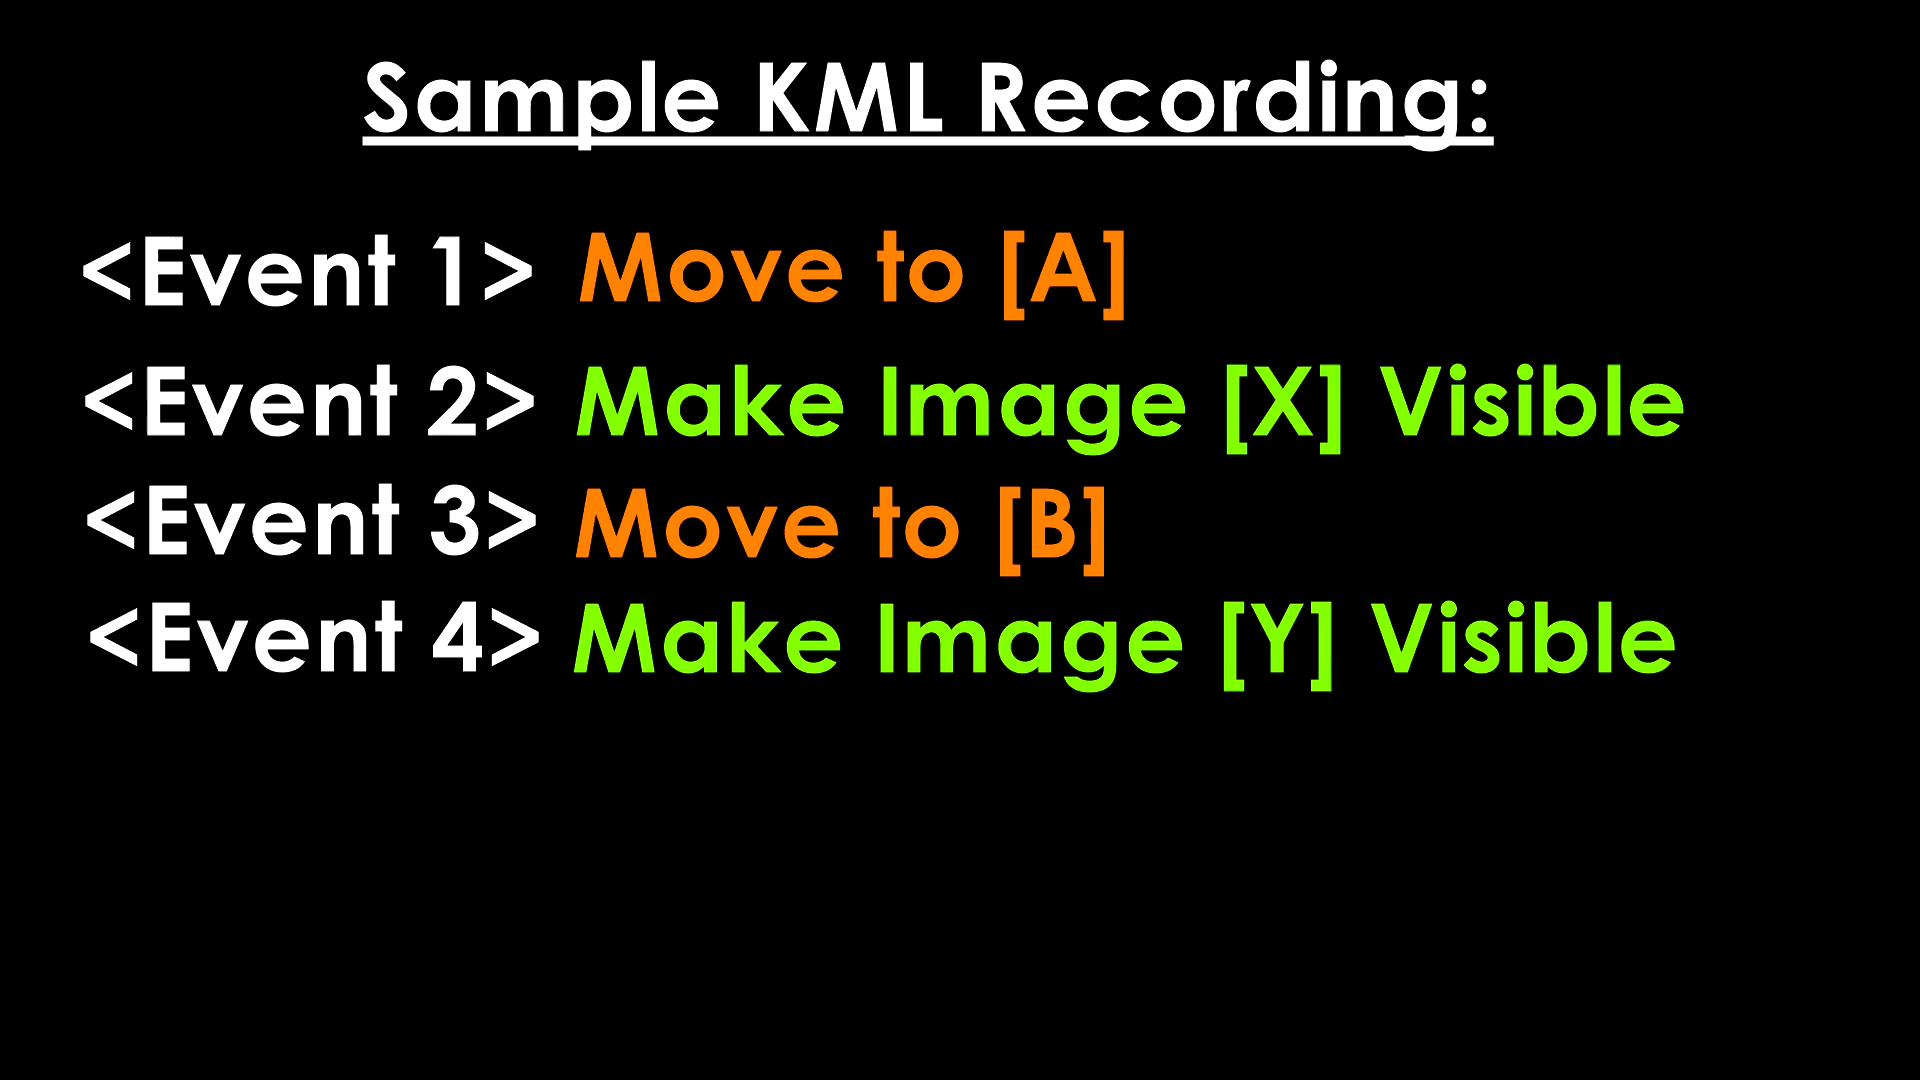 Sample KML Recording:
<Event 1> Move to [A]
<Event 2> Make Image [X] Visible
<Event 3> Move to [B]
<Event 4> Make Image [Y] Visible